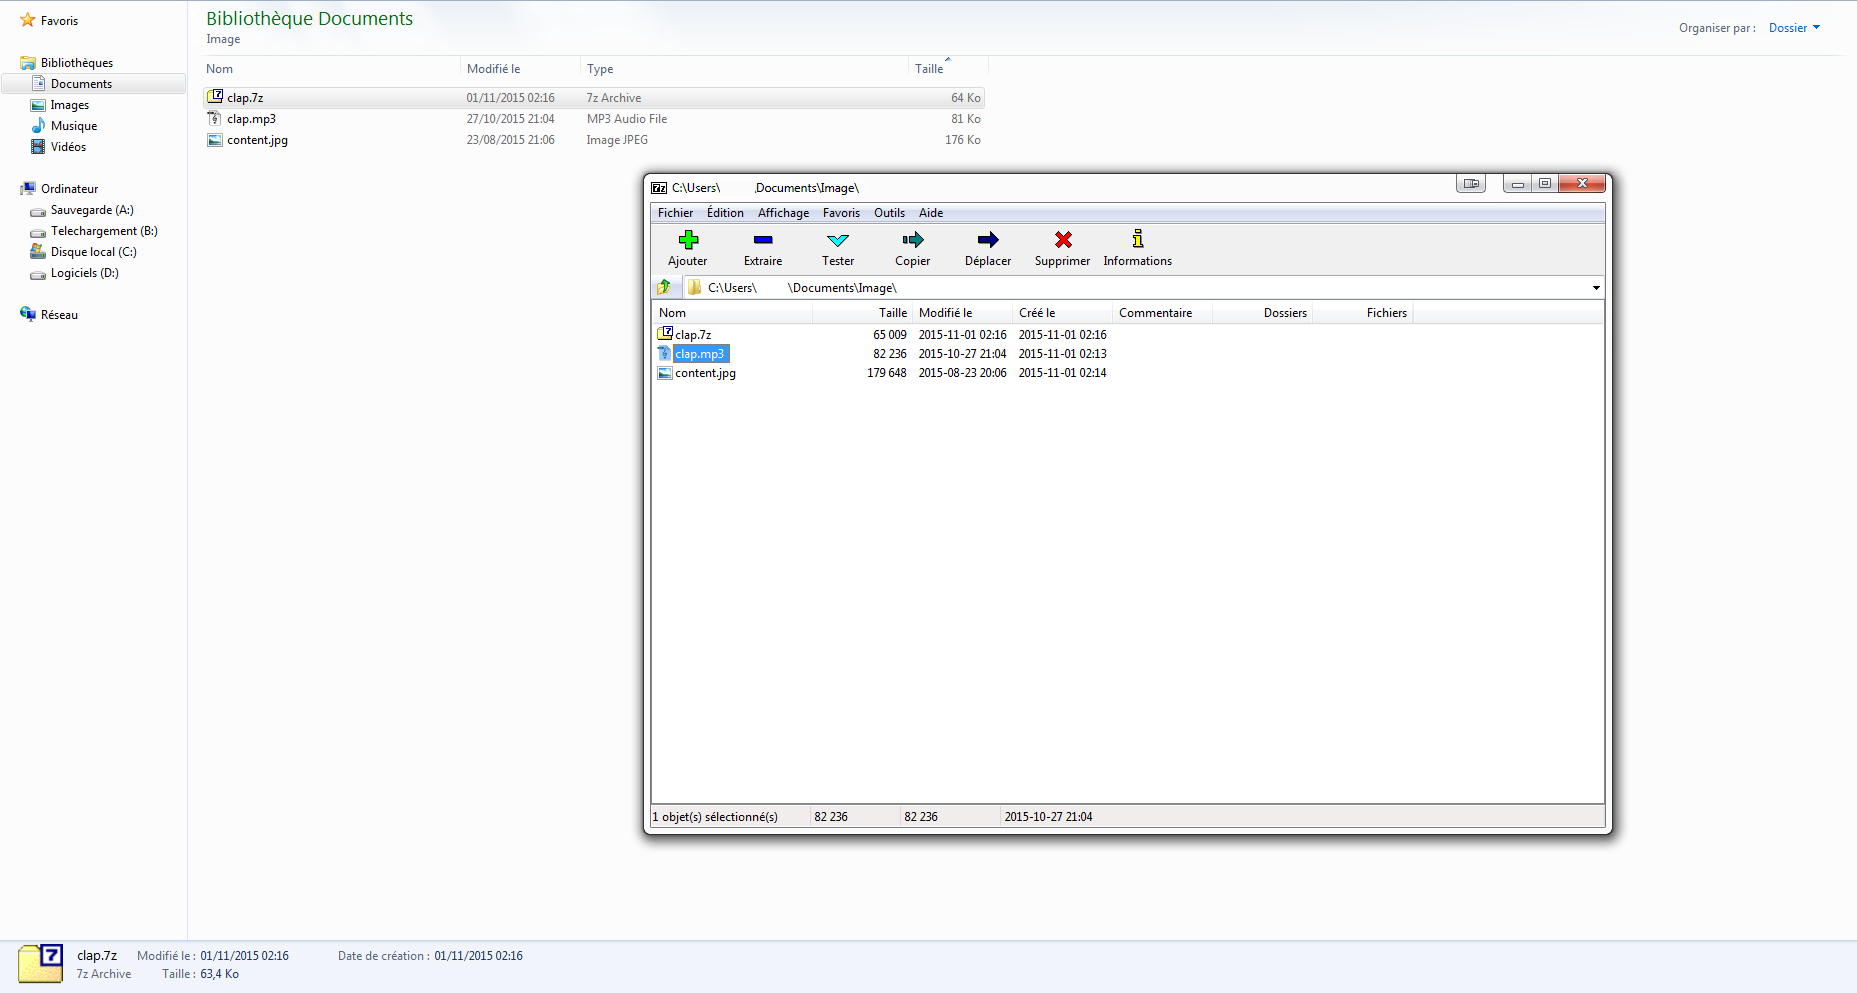 Favoris
Bibliothèques
Documents
Images
Musique
Vidéos
Ordinateur
Sauvegarde (A:)
Telechargement (B:)
Disque local (C:)
Logiciels (D:)
Réseau
Bibliothèque Documents
Image
Organiser par : Dossier
Nom Modifié le Type Taille
clap.7z 01/11/2015 02:16 7z Archive 64 Ko
clap.mp3 27/10/2015 21:04 MP3 Audio File 81 Ko
content.jpg 23/08/2015 21:06 Image JPEG 176 Ko
7z C:\Users\ Documents\Image\
Fichier Édition Affichage Favoris Outils Aide
Ajouter Extraire Tester Copier Déplacer Supprimer Informations
C:\Users\ \Documents\Image\
Nom Taille Modifié le Créé le Commentaire Dossiers Fichiers
clap.7z 65 009 2015-11-01 02:16 2015-11-01 02:16
clap.mp3 82 236 2015-10-27 21:04 2015-11-01 02:13
content.jpg 179 648 2015-08-23 20:06 2015-11-01 02:14
1 objet(s) sélectionné(s) 82 236 82 236 2015-10-27 21:04
7 clap.7z Modifié le : 01/11/2015 02:16 Date de création : 01/11/2015 02:16
7z Archive Taille : 63,4 Ko